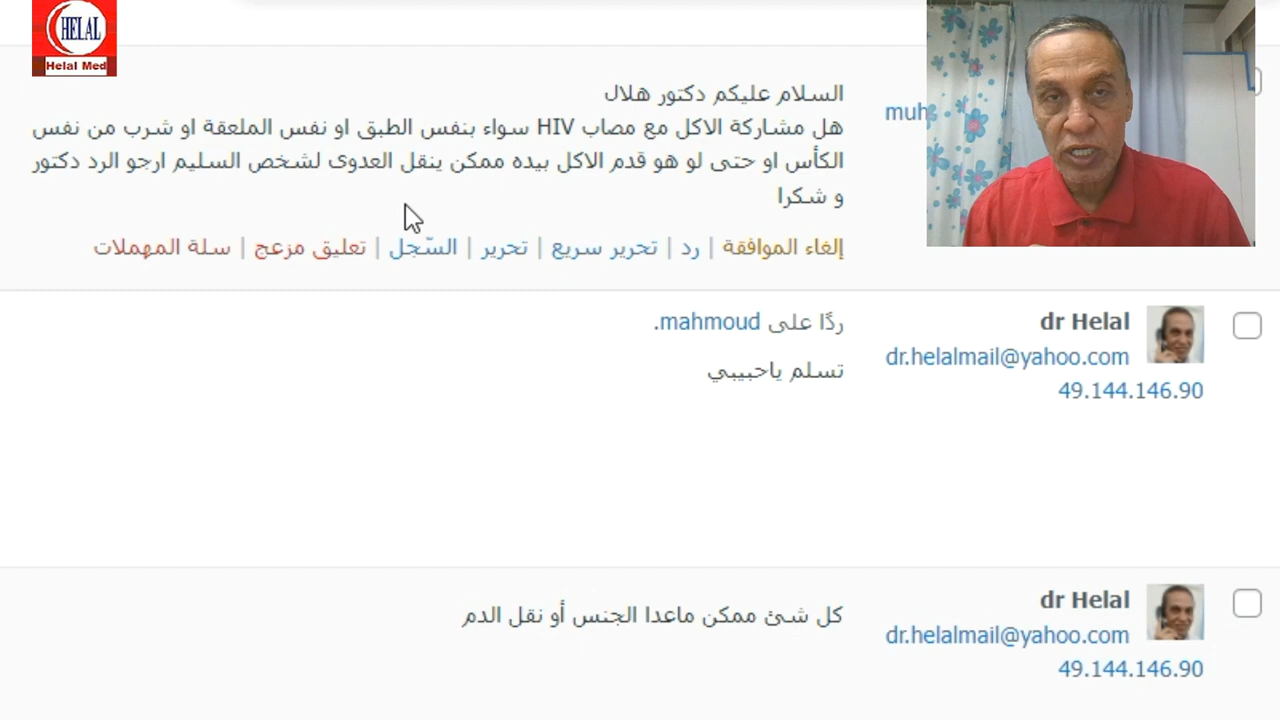 HELAL
Helal Med
السلام عليكم دكتور هلال
muh
هل مشاركة الاكل مع مصاب HIV سواء بنفس الطبق او نفس الملعقة او شرب من نفس
الكأس او حتى لو هو قدم الاكل بيده ممكن ينقل العدوى لشخص السليم ارجو الرد دكتور
و شكرا
إلغاء الموافقة | رد | تحرير سريع | تحرير | السّجل | تعليق مزعج | سلة المهملات
dr Helal
dr.helalmail@yahoo.com
49.144.146.90
ردًا على mahmoud.
تسلم ياحبيبي
dr Helal
dr.helalmail@yahoo.com
49.144.146.90
كل شئ ممكن ماعدا الجنس أو نقل الدم